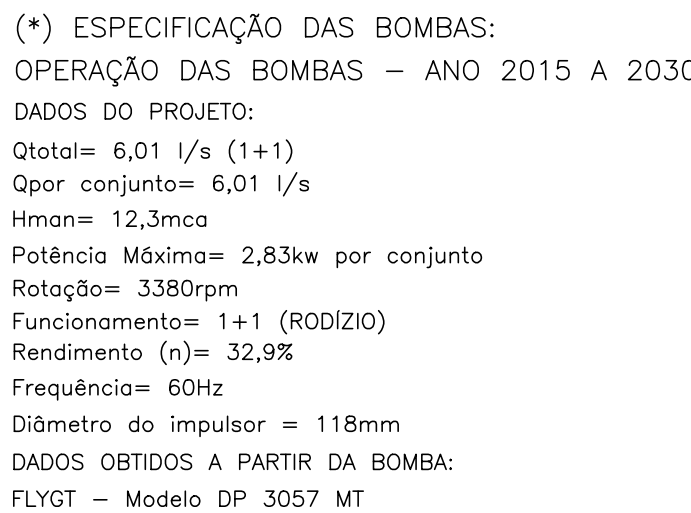 (*) ESPECIFICAÇÃO DAS BOMBAS:
OPERAÇÃO DAS BOMBAS – ANO 2015 A 2030
DADOS DO PROJETO:
Qtotal= 6,01 l/s (1+1)
Qpor conjunto= 6,01 l/s
Hman= 12,3mca
Potência Máxima= 2,83kw por conjunto
Rotação= 3380rpm
Funcionamento= 1+1 (RODÍZIO)
Rendimento (n)= 32,9%
Frequência= 60Hz
Diâmetro do impulsor = 118mm
DADOS OBTIDOS A PARTIR DA BOMBA:
FLYGT – Modelo DP 3057 MT